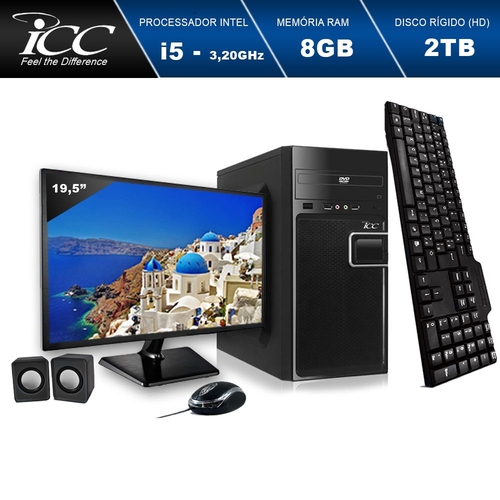 icc
Feel the Difference
PROCESSADOR INTEL
i5 - 3,20GHz
MEMÓRIA RAM
8GB
DISCO RÍGIDO (HD)
2TB
19,5”
DVD
icc